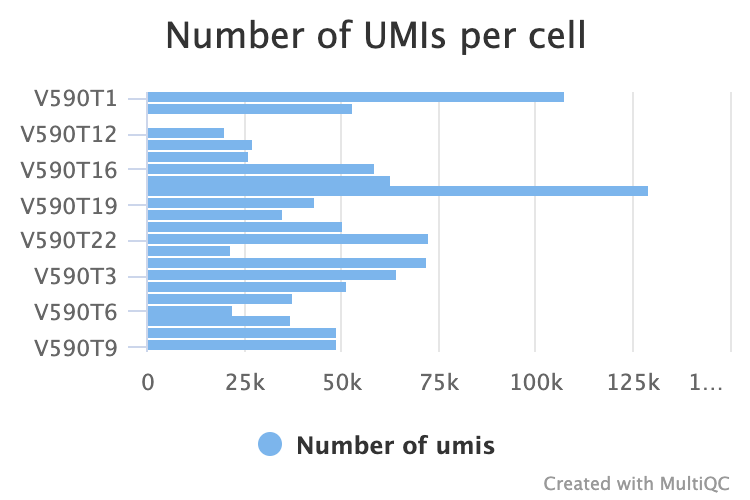 Number of UMIs per cell
V590T1
V590T12
V590T16
V590T19
V590T22
V590T3
V590T6
V590T9
0 25k 50k 75k 100k 125k 1...
Number of umis
Created with MultiQC